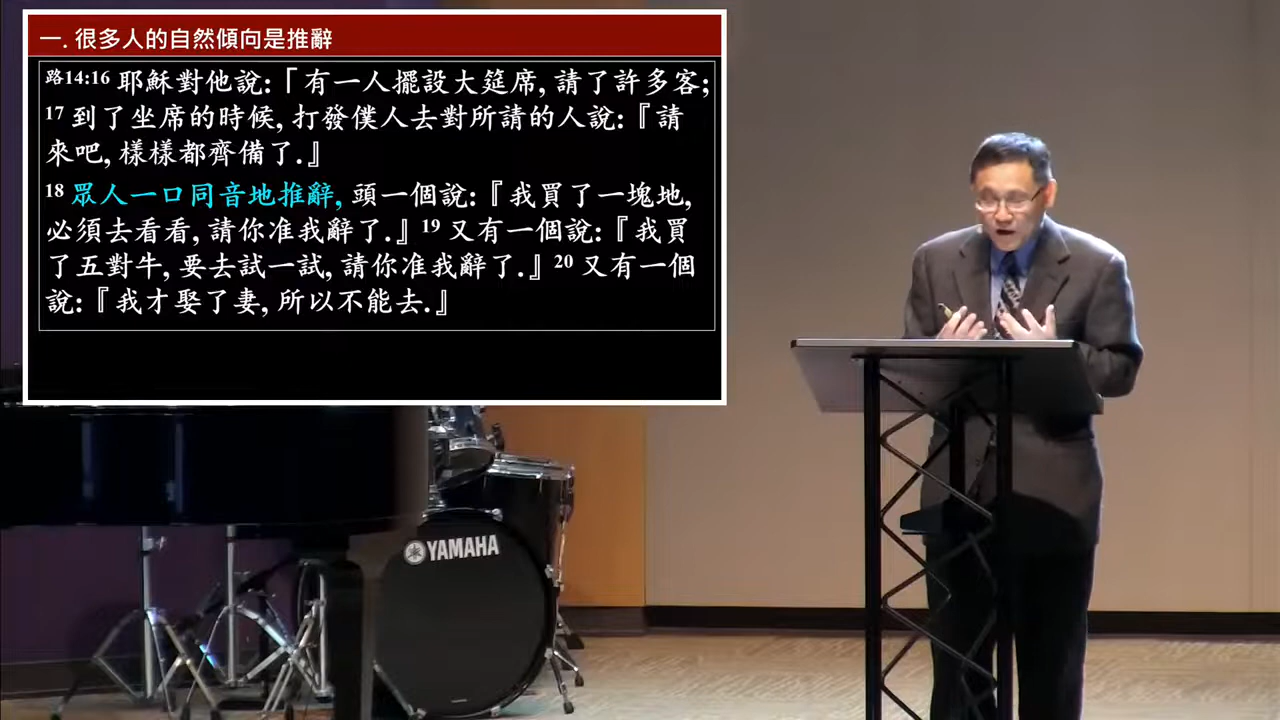 一. 很多人的自然傾向是推辭
路14:16 耶穌對他說:「有一人擺設大筵席, 請了許多客;
17 到了坐席的時候, 打發僕人去對所請的人說:『請
來吧, 樣樣都齊備了.』
18 眾人一口同音地推辭, 頭一個說:『我買了一塊地,
必須去看看, 請你准我辭了.』19 又有一個說:『我買
了五對牛, 要去試一試, 請你准我辭了.』20 又有一個
說:『我才娶了妻, 所以不能去.』
YAMAHA